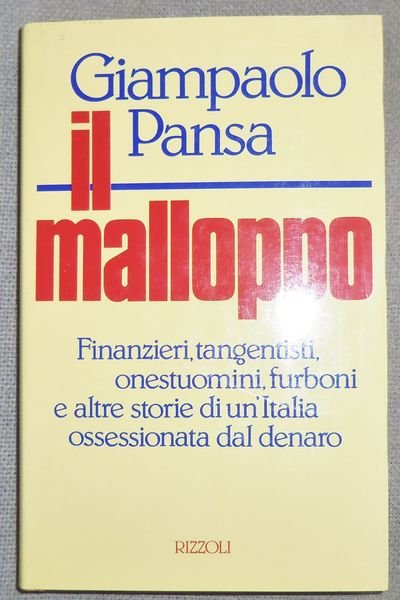 Giampaolo
Pansa
il
malloppo
Finanzieri, tangentisti,
onestuomini, furboni
e altre storie di un'Italia
ossessionata dal denaro
RIZZOLI